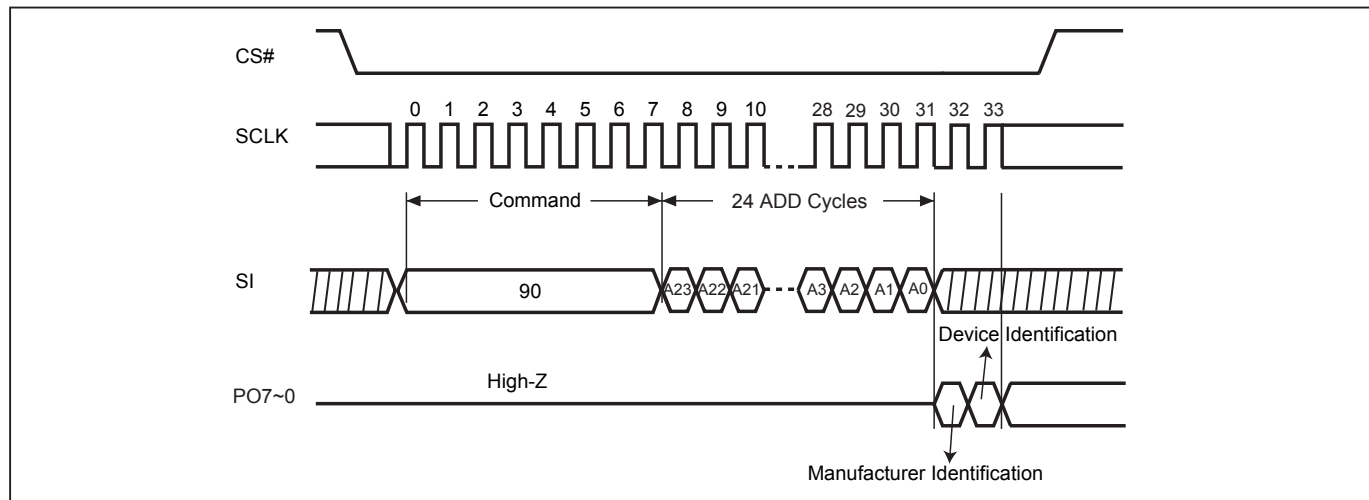 CS#
0 1 2 3 4 5 6 7 8 9 10 28 29 30 31 32 33
SCLK
Command 24 ADD Cycles
SI 90 A23 A22 A21 A3 A2 A1 A0
Device Identification
High-Z
PO7~0
Manufacturer Identification